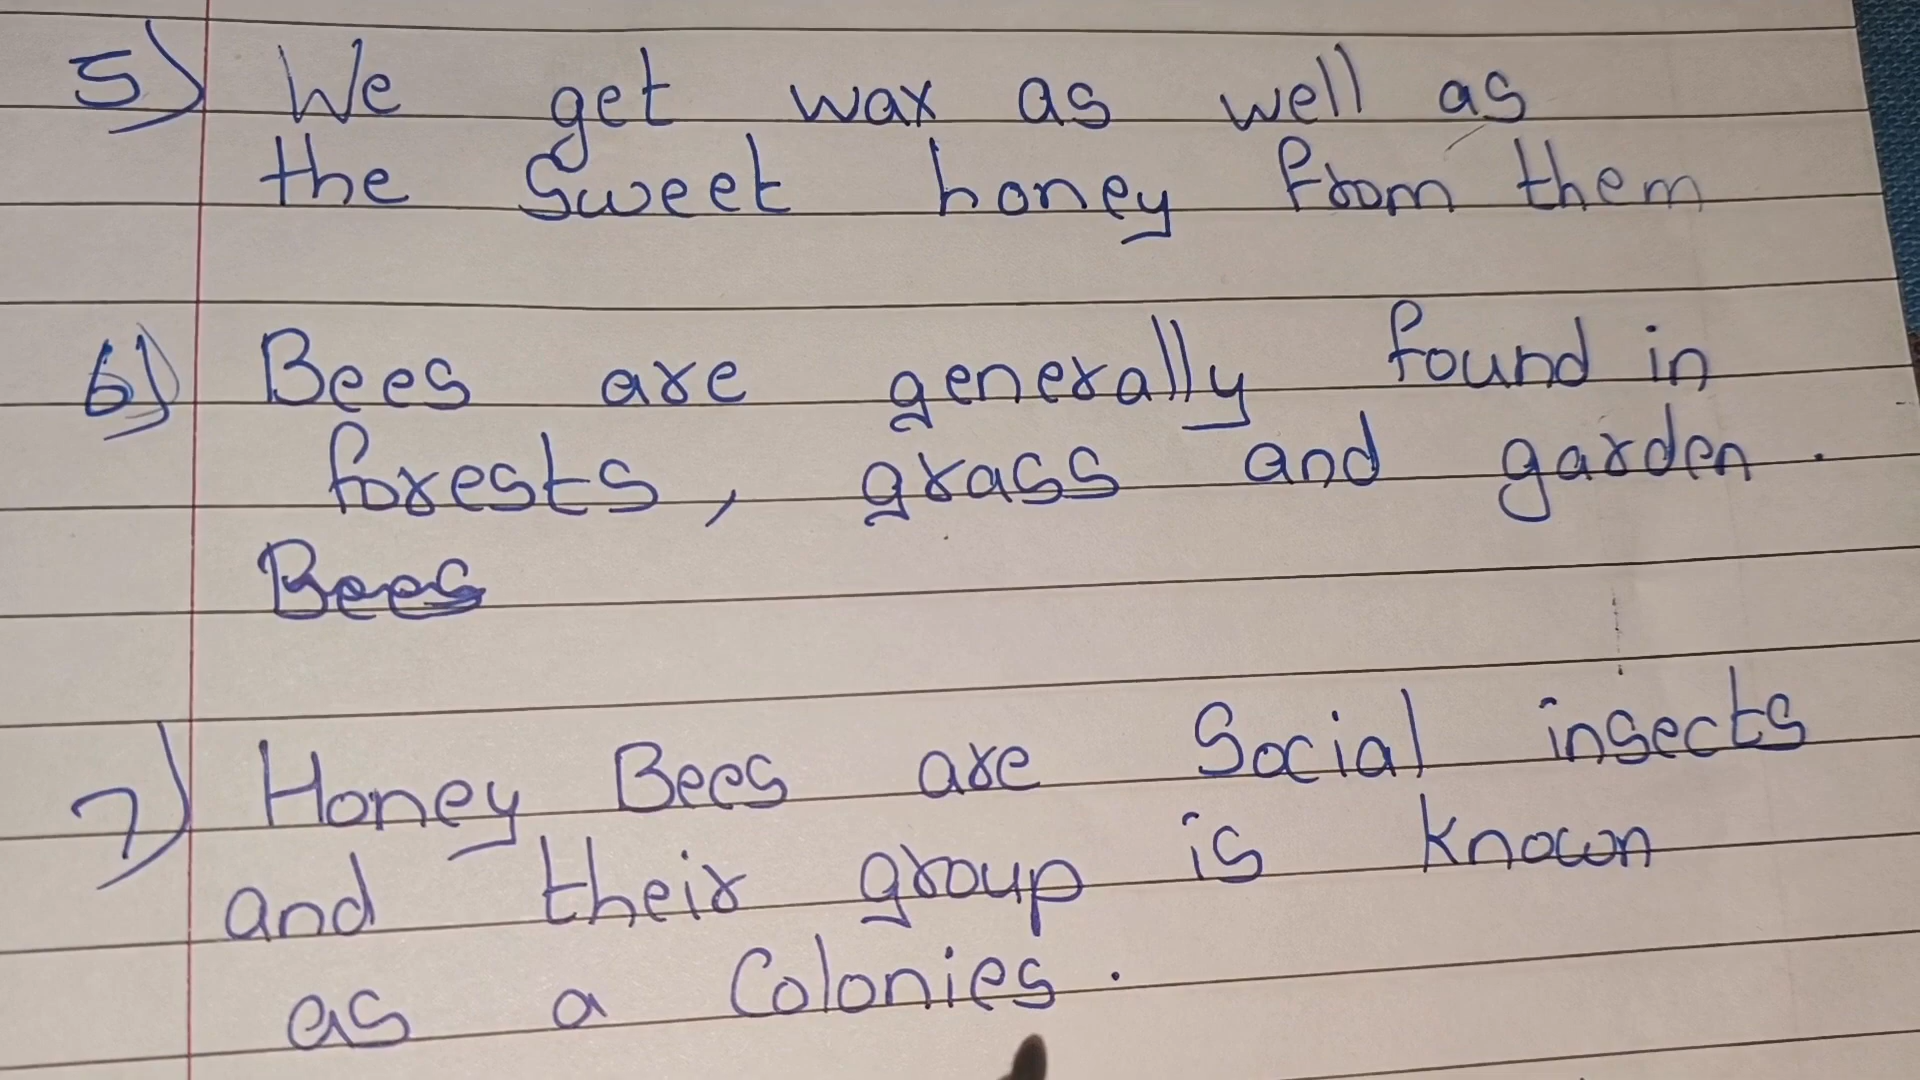 5) We get wax as well as
the Sweet honey from them
6) Bees are generally found in
forests, grass and garden.
Bees
7) Honey Bees are Social insects
and their group is known
as a Colonies.